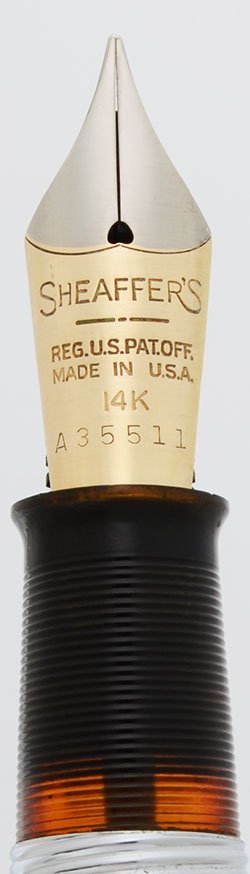 SHEAFFER'S
REG.U.S.PAT.OFF.
MADE IN U.S.A.
14K
A35511